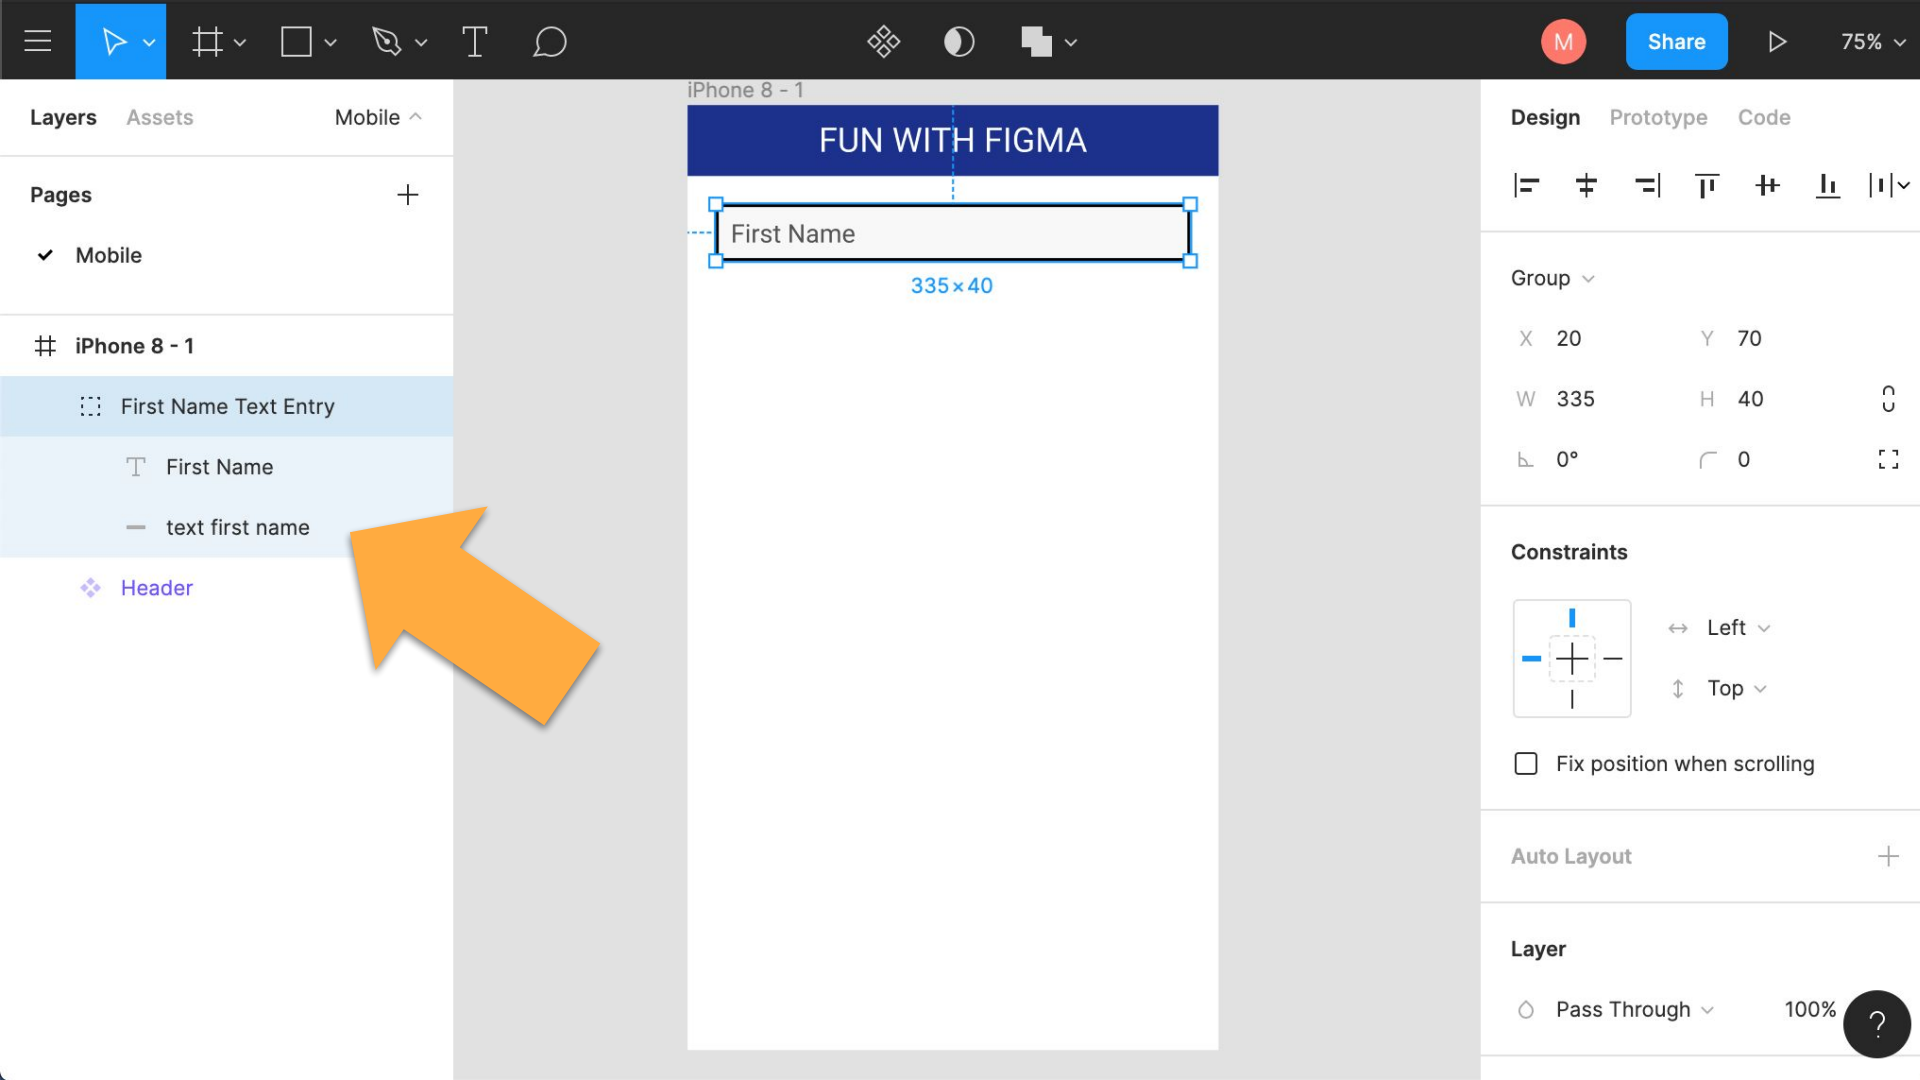 M
Share
75%
Layers
Assets
Mobile
Pages
Mobile
iPhone 8 - 1
First Name Text Entry
First Name
text first name
Header
iPhone 8 - 1
FUN WITH FIGMA
First Name
335×40
Design
Prototype
Code
Group
X 20
Y 70
W 335
H 40
0°
0
Constraints
Left
Top
Fix position when scrolling
Auto Layout
Layer
Pass Through
100%
?